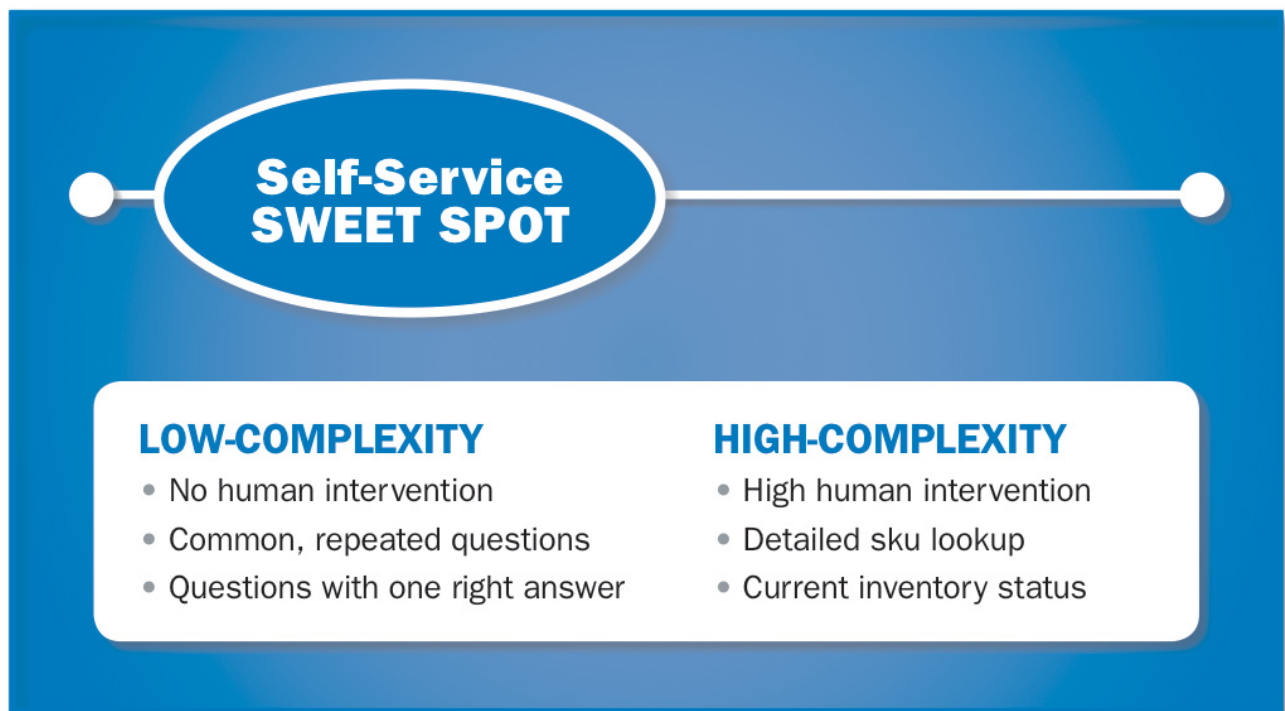 Self-Service
SWEET SPOT
LOW-COMPLEXITY
• No human intervention
• Common, repeated questions
• Questions with one right answer
HIGH-COMPLEXITY
• High human intervention
• Detailed sku lookup
• Current inventory status